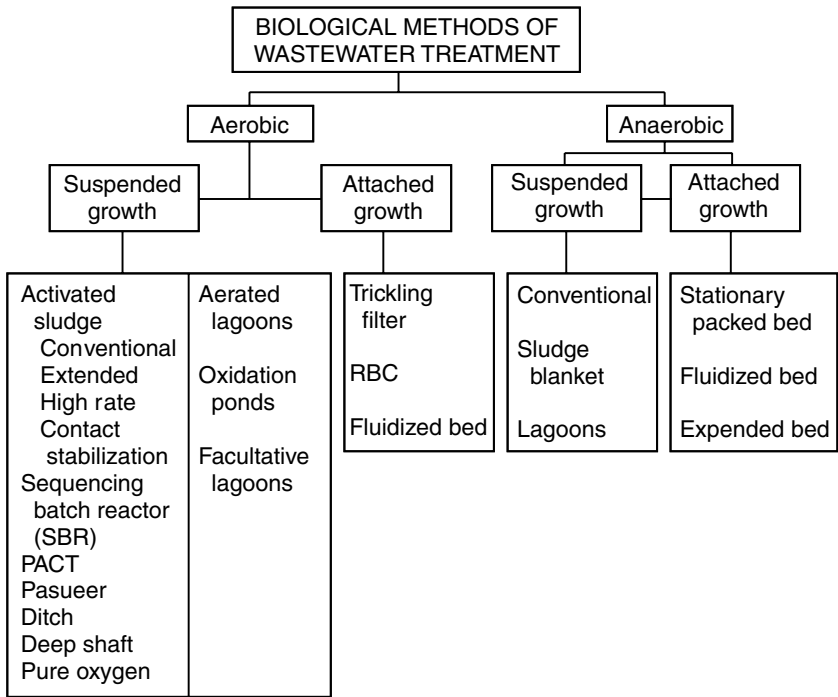 BIOLOGICAL METHODS OF
WASTEWATER TREATMENT
Aerobic
Anaerobic
Suspended
growth
Attached
growth
Suspended
growth
Attached
growth
Activated
sludge
Conventional
Extended
High rate
Contact
stabilization
Sequencing
batch reactor
(SBR)
PACT
Pasueer
Ditch
Deep shaft
Pure oxygen
Aerated
lagoons
Oxidation
ponds
Facultative
lagoons
Trickling
filter
RBC
Fluidized bed
Conventional
Sludge
blanket
Lagoons
Stationary
packed bed
Fluidized bed
Expended bed